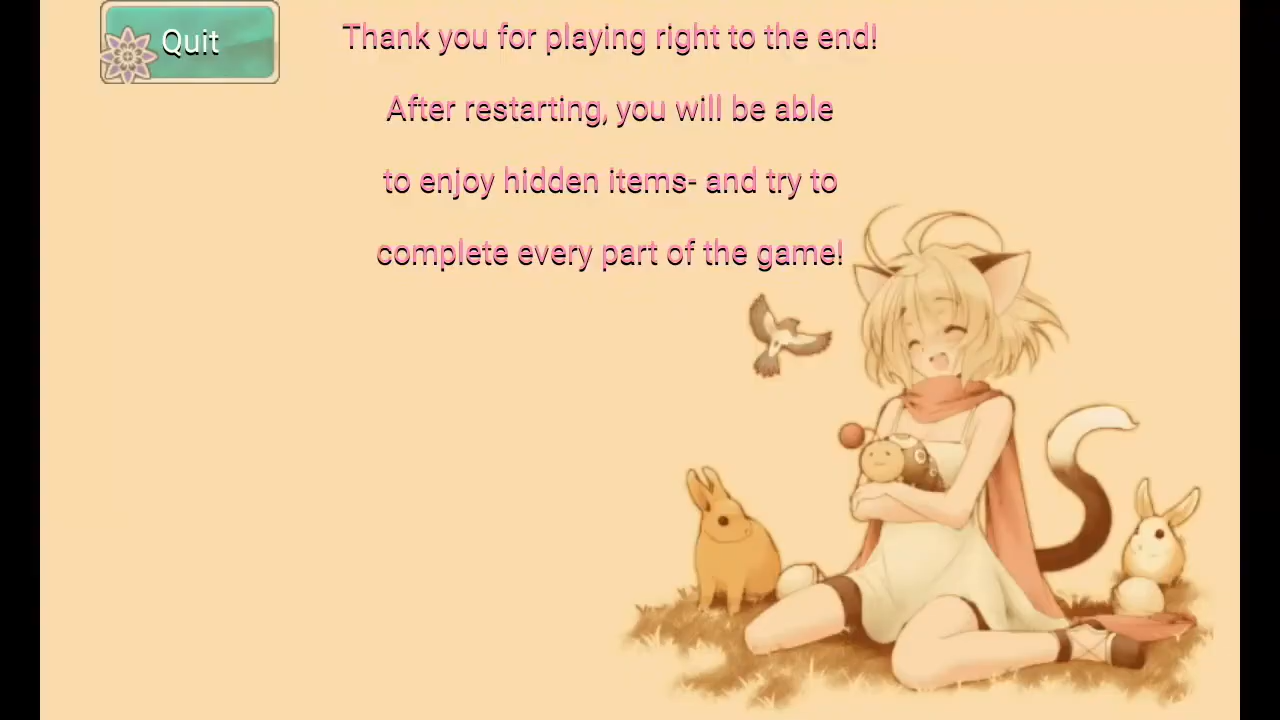 Quit
Thank you for playing right to the end!
After restarting, you will be able
to enjoy hidden items- and try to
complete every part of the game!